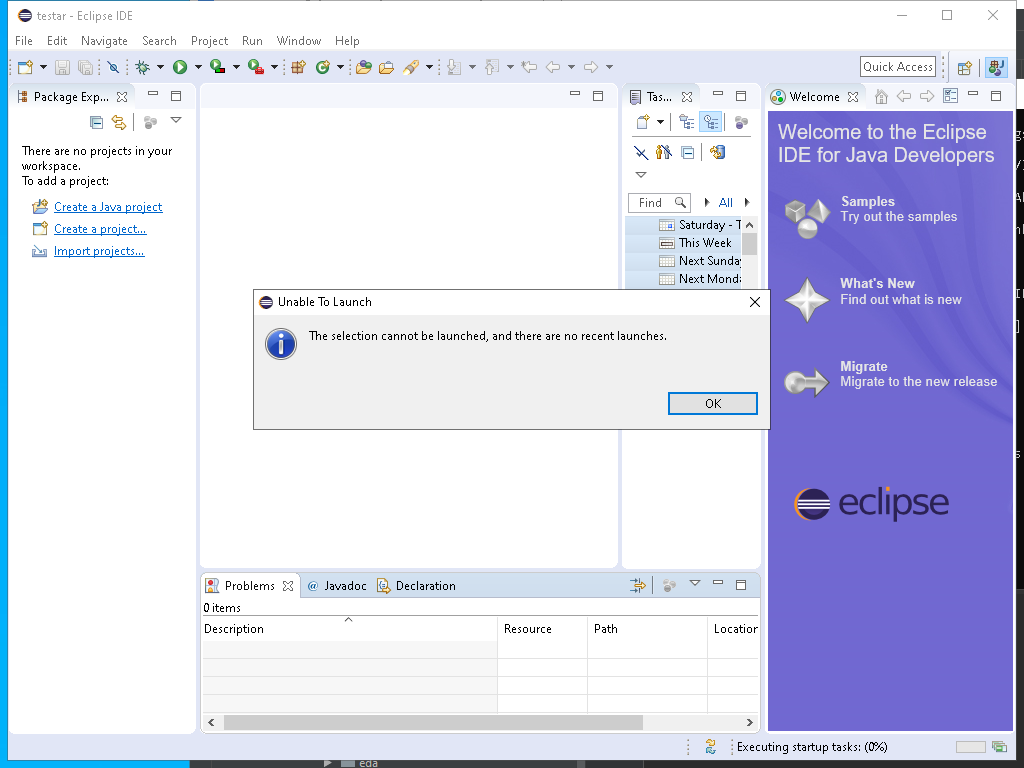 testar - Eclipse IDE
File Edit Navigate Search Project Run Window Help
Quick Access
Package Exp...
There are no projects in your
workspace.
To add a project:
Create a Java project
Create a project...
Import projects...
Tas...
Find
All
Saturday - T
This Week
Next Sunday
Next Monda
Welcome
Welcome to the Eclipse
IDE for Java Developers
Samples
Try out the samples
What's New
Find out what is new
Migrate
Migrate to the new release
eclipse
Unable To Launch
The selection cannot be launched, and there are no recent launches.
OK
Problems @ Javadoc Declaration
0 items
Description Resource Path Location
Executing startup tasks: (0%)
eda